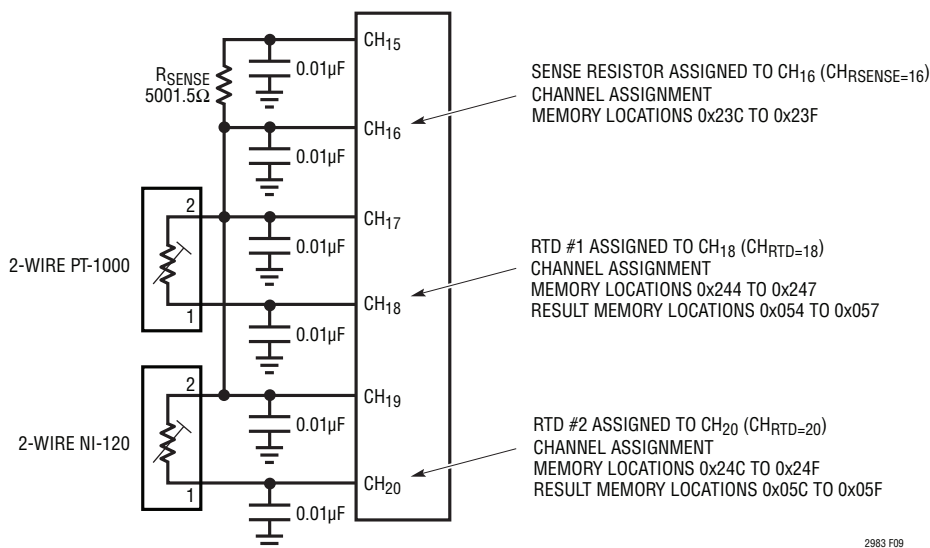 CH15
0.01µF
RSENSE
5001.5Ω
CH16
0.01µF
SENSE RESISTOR ASSIGNED TO CH16 (CHRSENSE=16)
CHANNEL ASSIGNMENT
MEMORY LOCATIONS 0x23C TO 0x23F
2
CH17
0.01µF
2-WIRE PT-1000
1
CH18
0.01µF
RTD #1 ASSIGNED TO CH18 (CHRTD=18)
CHANNEL ASSIGNMENT
MEMORY LOCATIONS 0x244 TO 0x247
RESULT MEMORY LOCATIONS 0x054 TO 0x057
2
CH19
0.01µF
2-WIRE NI-120
1
CH20
0.01µF
RTD #2 ASSIGNED TO CH20 (CHRTD=20)
CHANNEL ASSIGNMENT
MEMORY LOCATIONS 0x24C TO 0x24F
RESULT MEMORY LOCATIONS 0x05C TO 0x05F
2983 F09